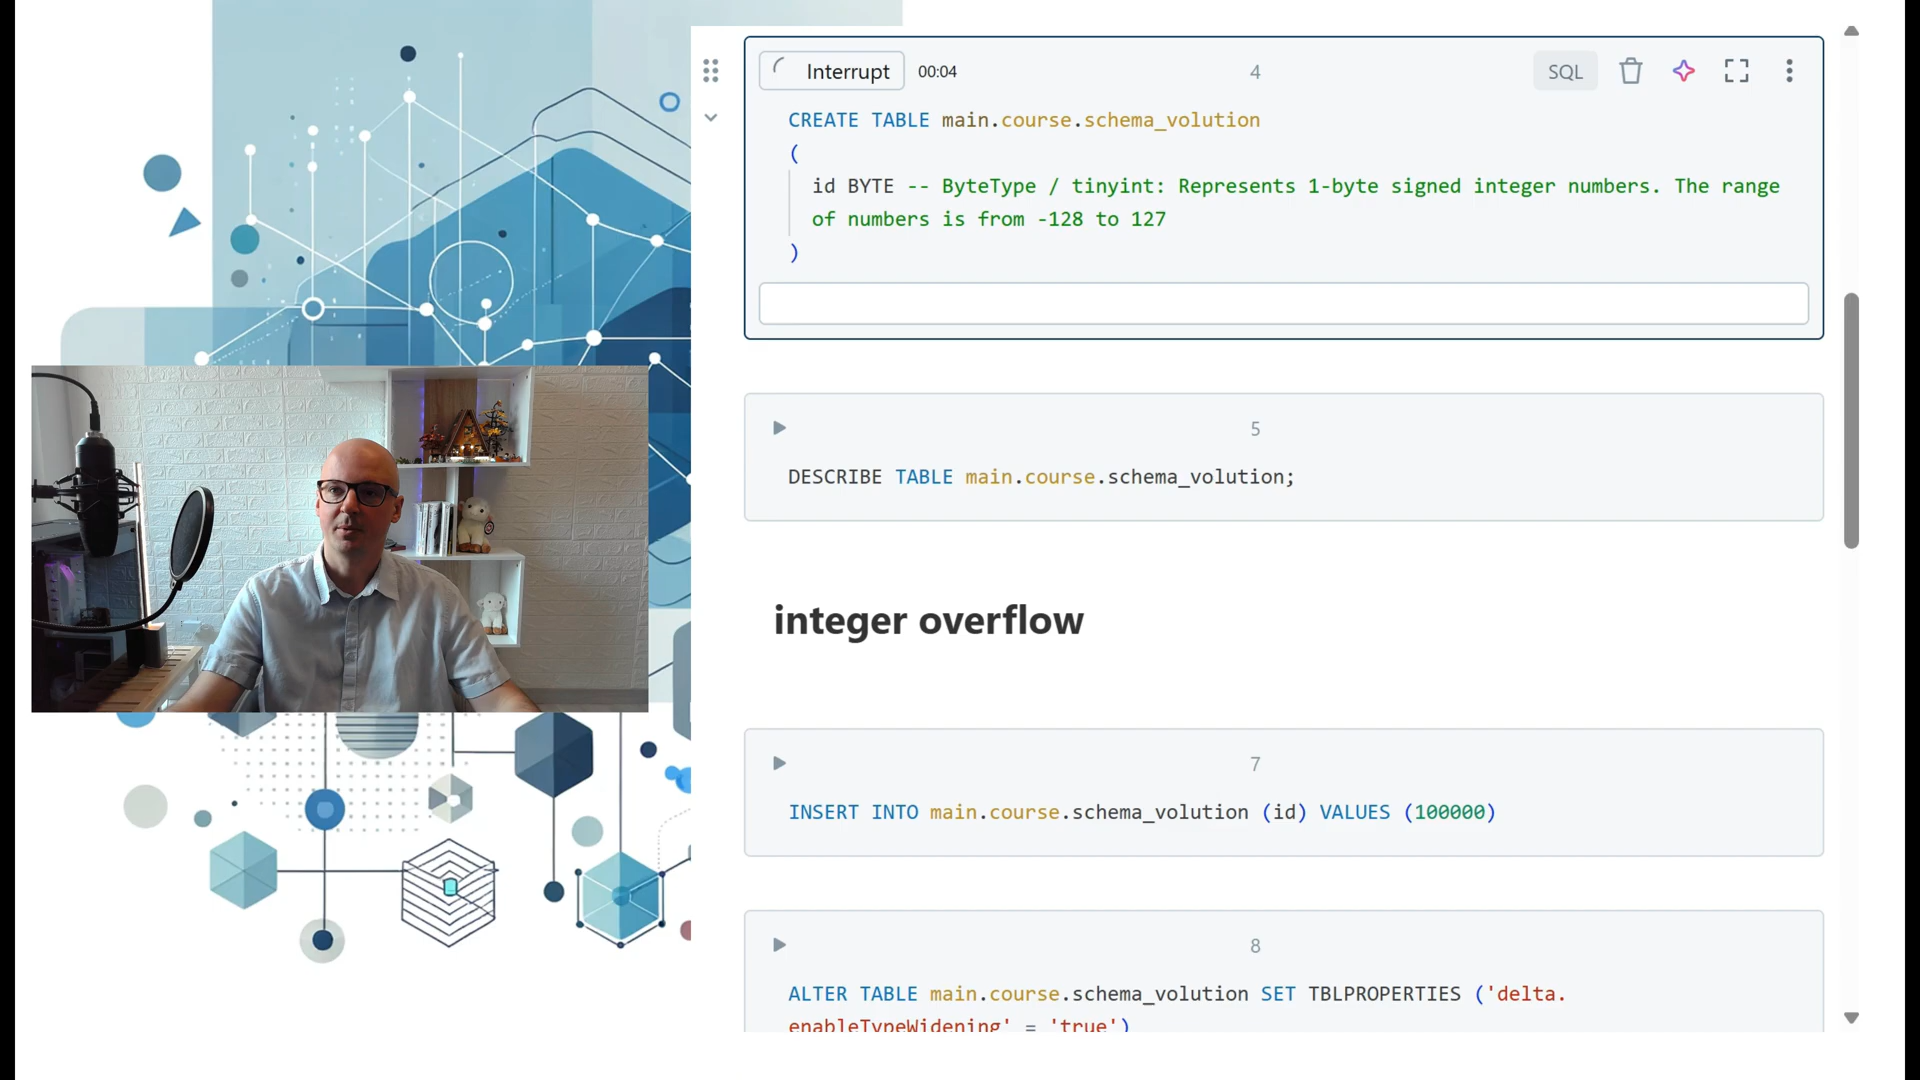 Interrupt 00:04 4 SQL
CREATE TABLE main.course.schema_volution
(
id BYTE -- ByteType / tinyint: Represents 1-byte signed integer numbers. The range
of numbers is from -128 to 127
)
5
DESCRIBE TABLE main.course.schema_volution;
integer overflow
7
INSERT INTO main.course.schema_volution (id) VALUES (100000)
8
ALTER TABLE main.course.schema_volution SET TBLPROPERTIES ('delta.
enableTypeWidening' = 'true')